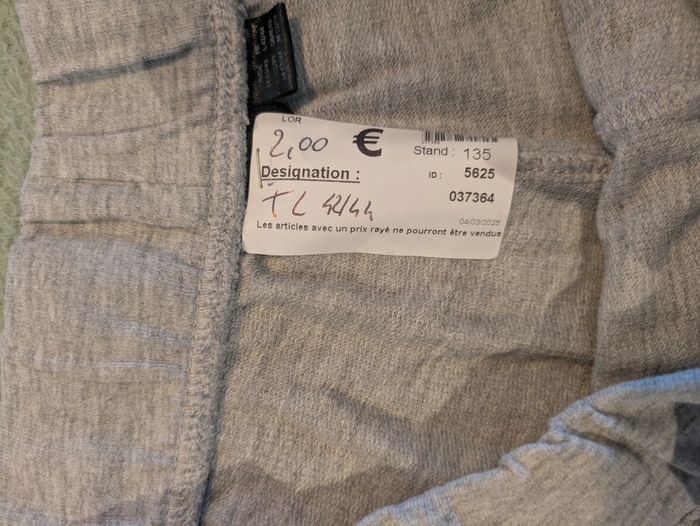 LOR
2,00 €
Stand : 135
Designation :
ID : 5625
TL 42/44
037364
04/03/2025
Les articles avec un prix rayé ne pourront être vendus